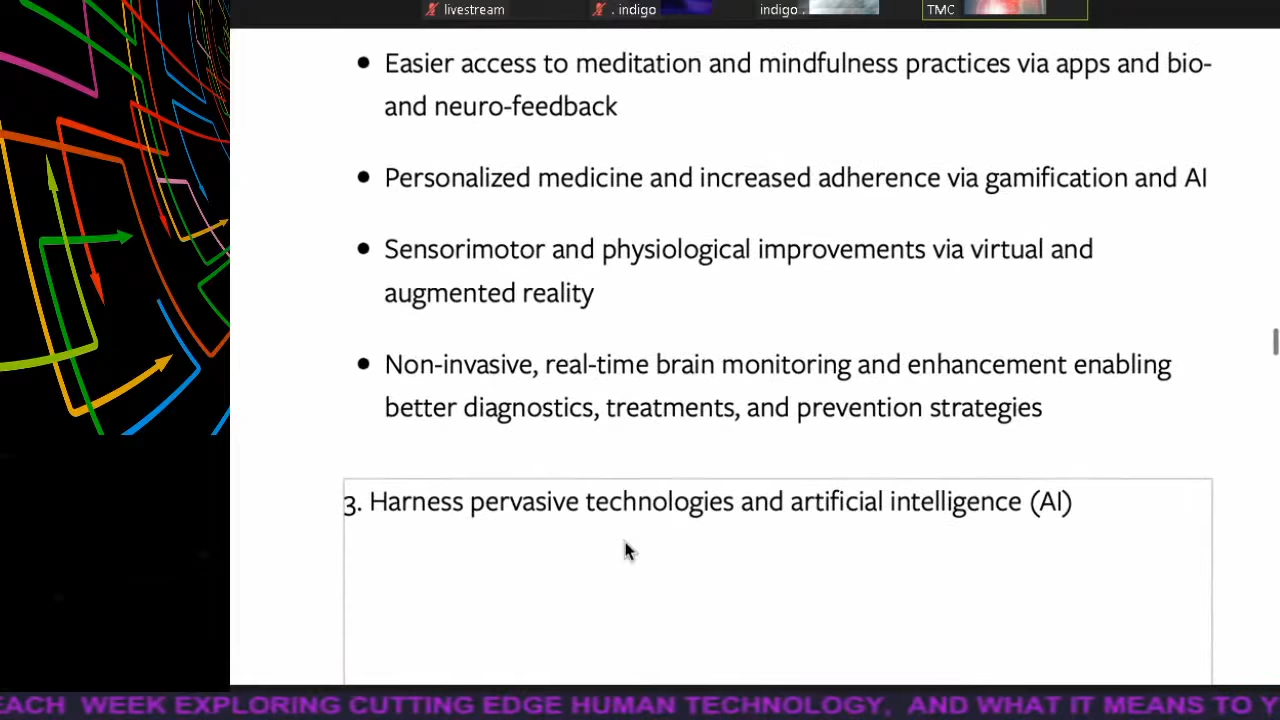 livestream
. indigo
indigo .
TMC
• Easier access to meditation and mindfulness practices via apps and bio-
and neuro-feedback
• Personalized medicine and increased adherence via gamification and AI
• Sensorimotor and physiological improvements via virtual and
augmented reality
• Non-invasive, real-time brain monitoring and enhancement enabling
better diagnostics, treatments, and prevention strategies
3. Harness pervasive technologies and artificial intelligence (AI)
EACH WEEK EXPLORING CUTTING EDGE HUMAN TECHNOLOGY, AND WHAT IT MEANS TO Y